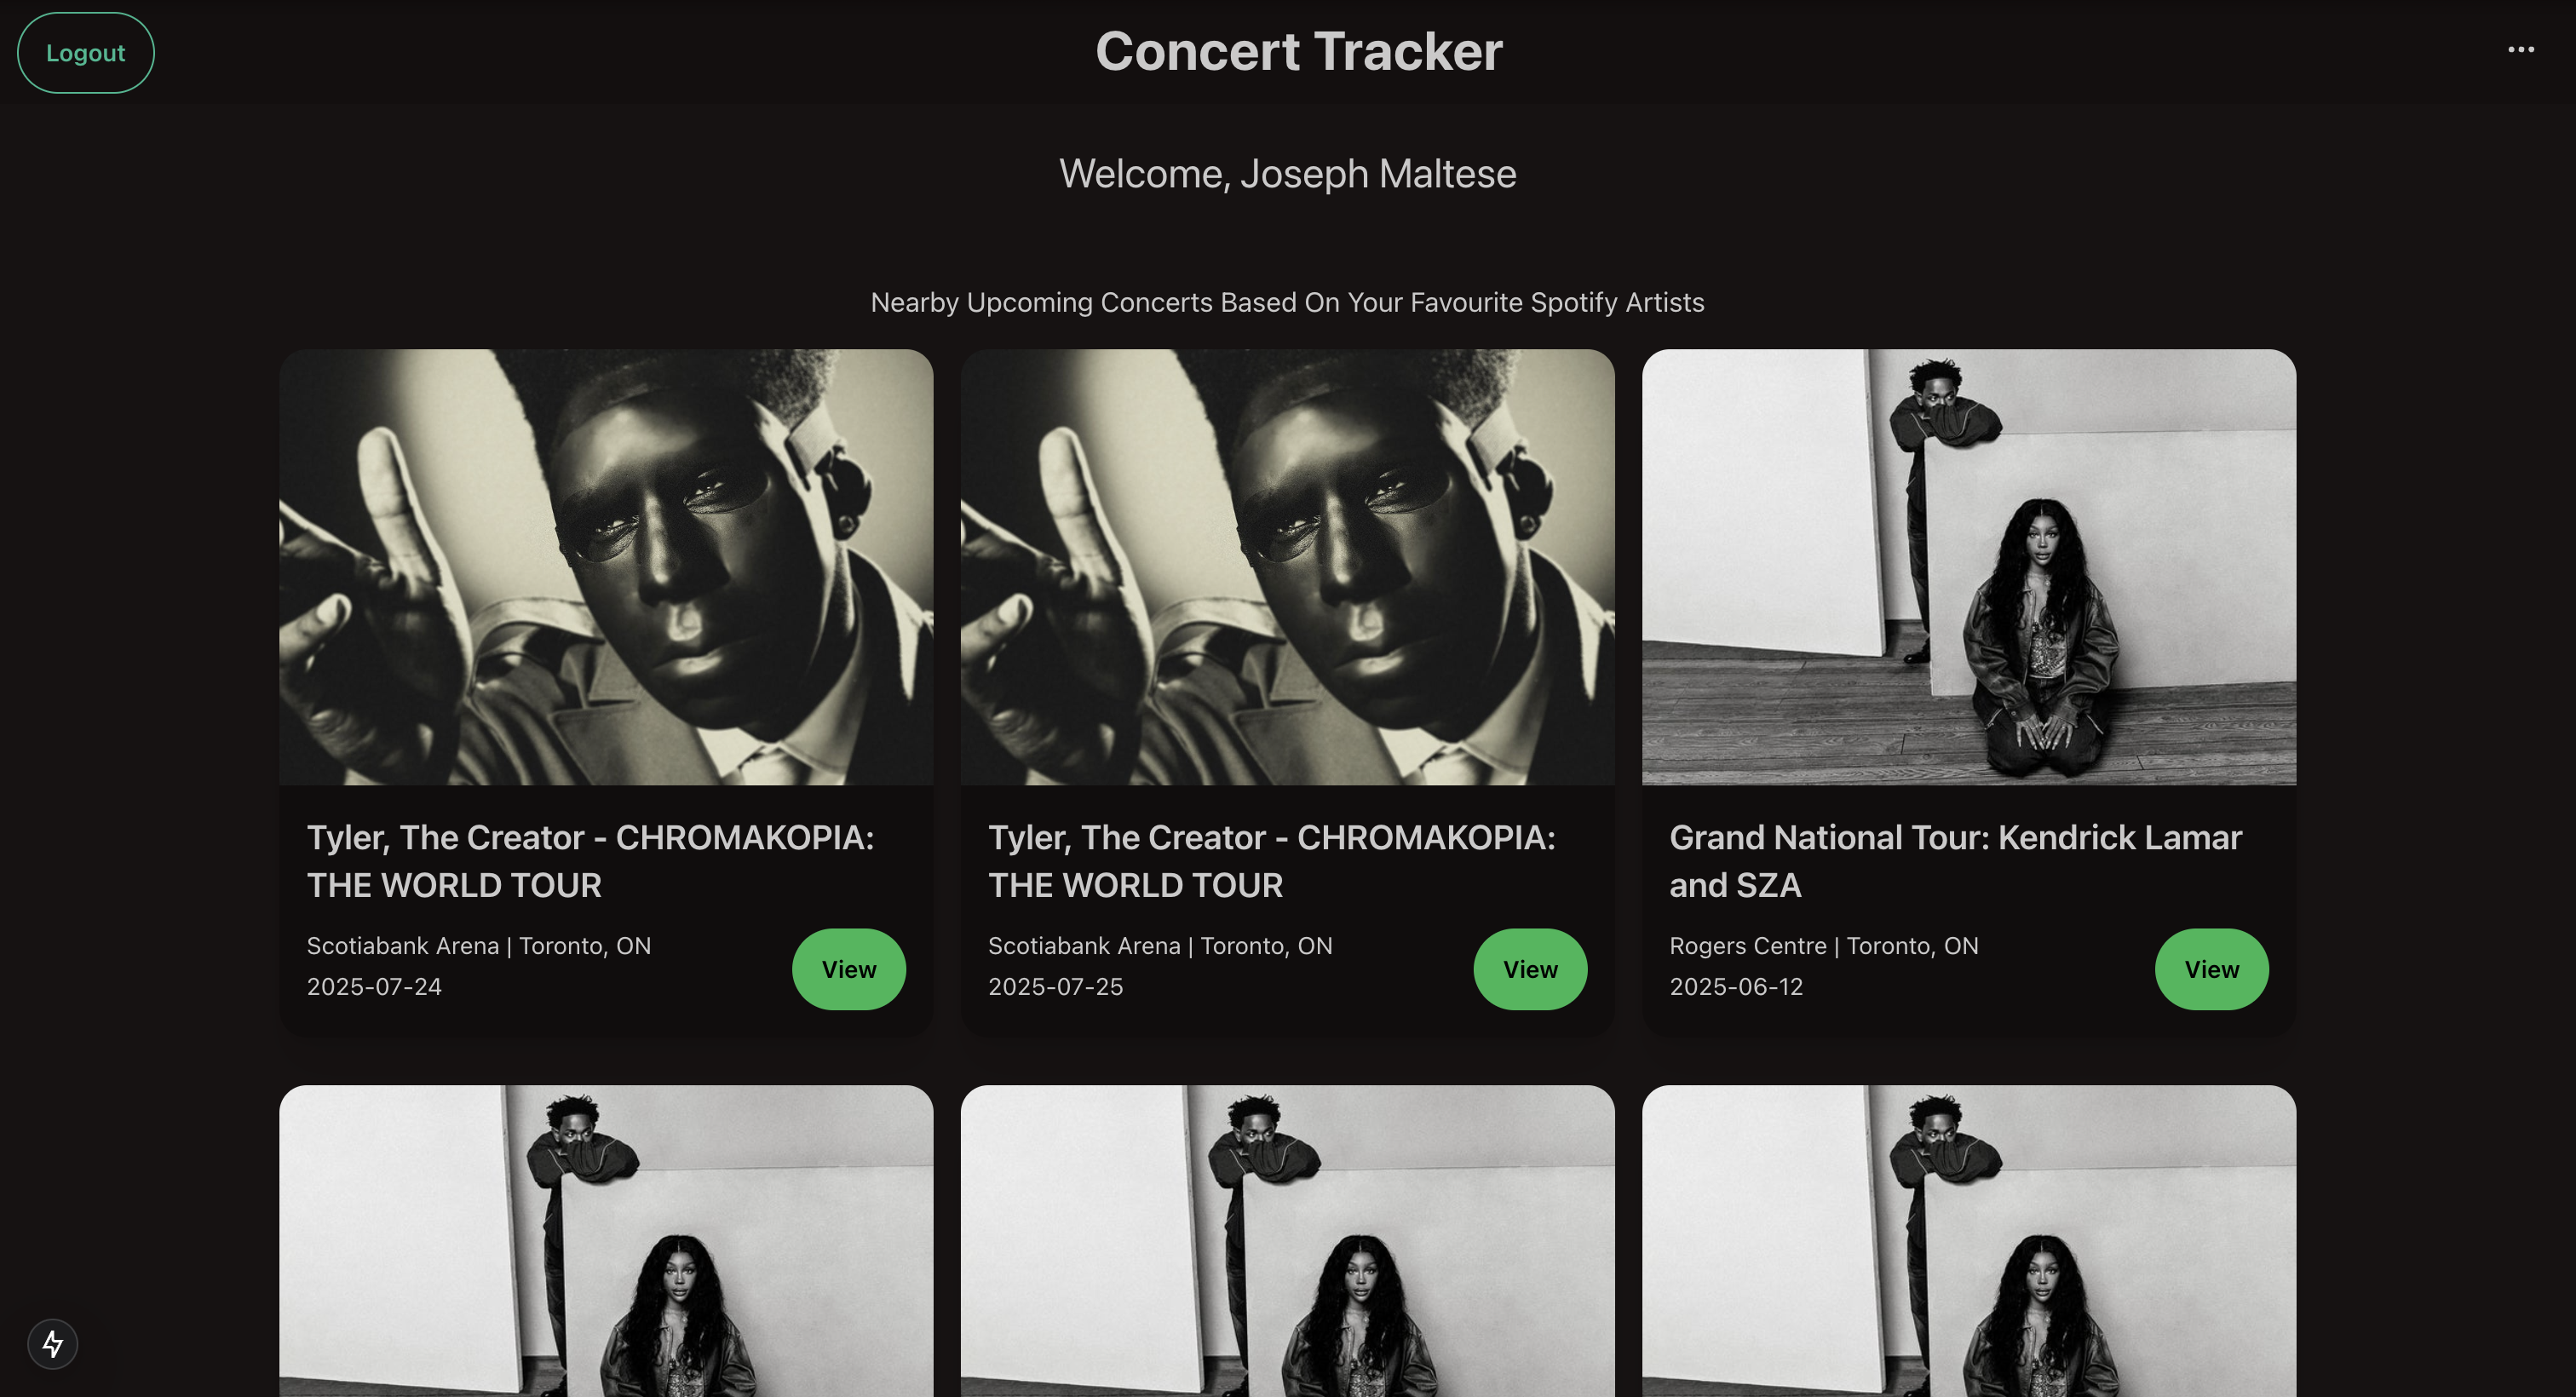 Logout
Concert Tracker
Welcome, Joseph Maltese
Nearby Upcoming Concerts Based On Your Favourite Spotify Artists
Tyler, The Creator - CHROMAKOPIA:
THE WORLD TOUR
Scotiabank Arena | Toronto, ON
2025-07-24
View
Tyler, The Creator - CHROMAKOPIA:
THE WORLD TOUR
Scotiabank Arena | Toronto, ON
2025-07-25
View
Grand National Tour: Kendrick Lamar
and SZA
Rogers Centre | Toronto, ON
2025-06-12
View